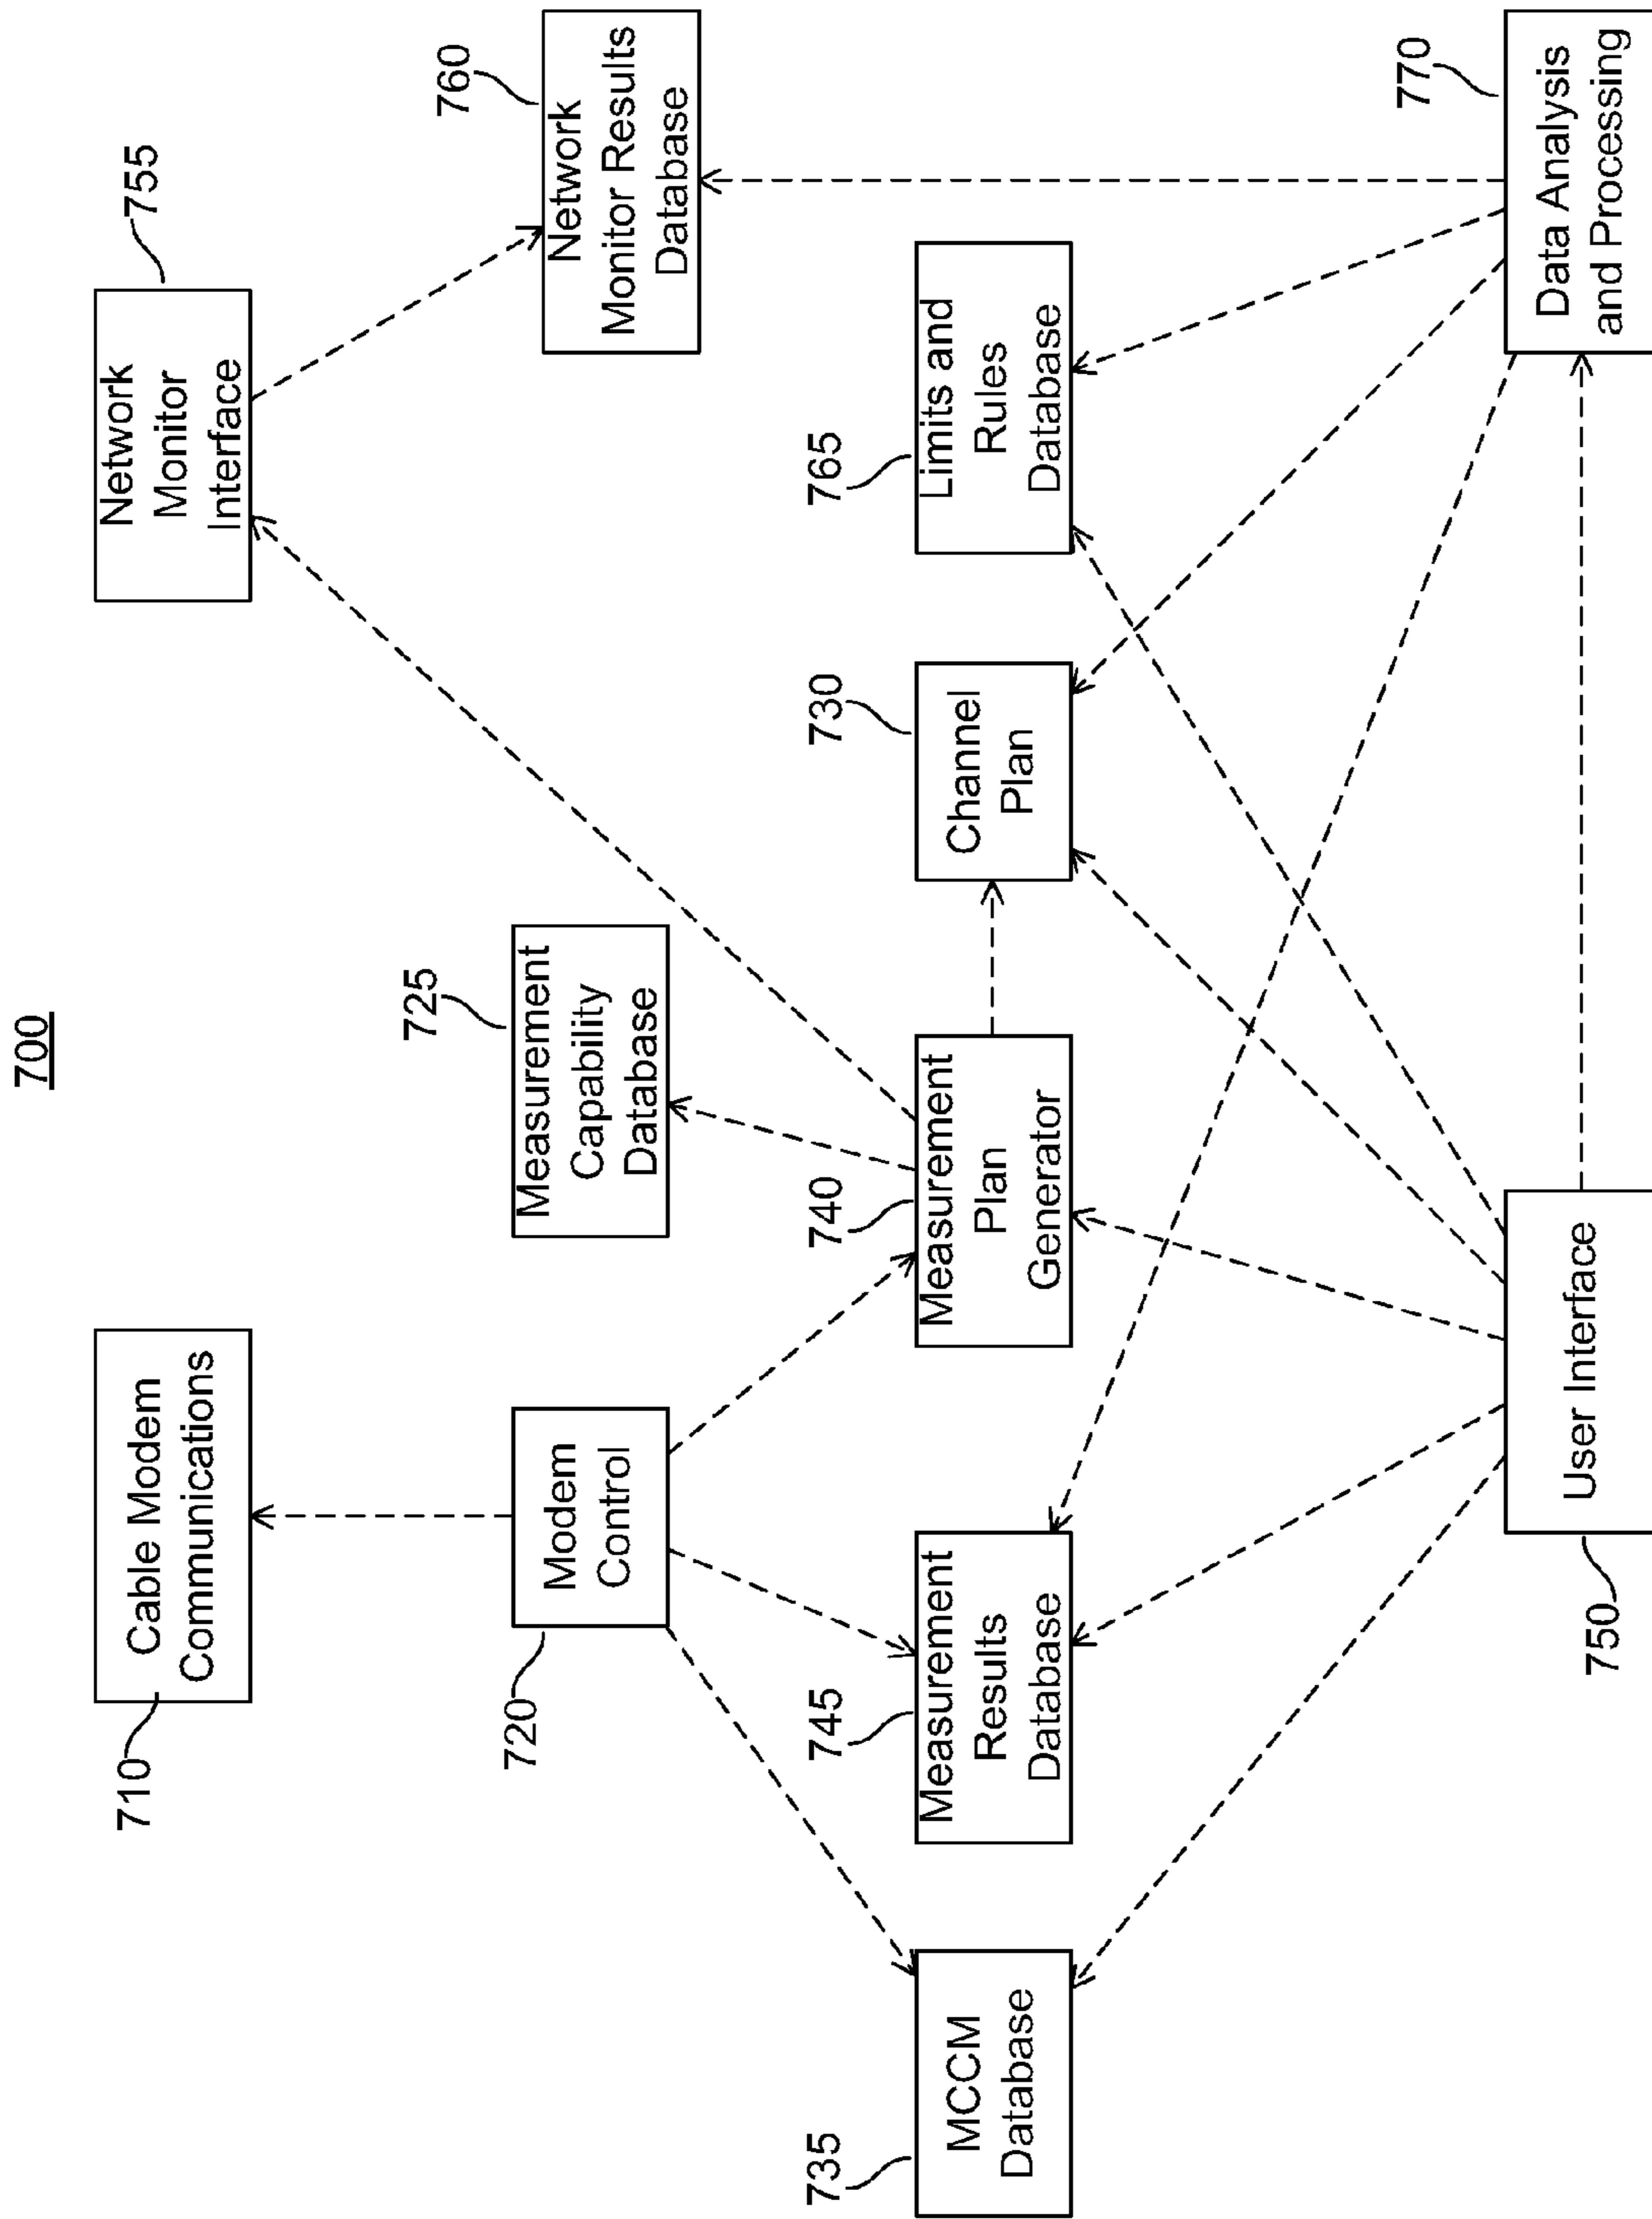 700
710
Cable Modem
Communications
Network
Monitor
Interface
755
720
Modem
Control
Measurement
Capability
Database
725
Network
Monitor Results
Database
760
735
MCCM
Database
745
Measurement
Results
Database
740
Measurement
Plan
Generator
730
Channel
Plan
765
Limits and
Rules
Database
750
User Interface
770
Data Analysis
and Processing